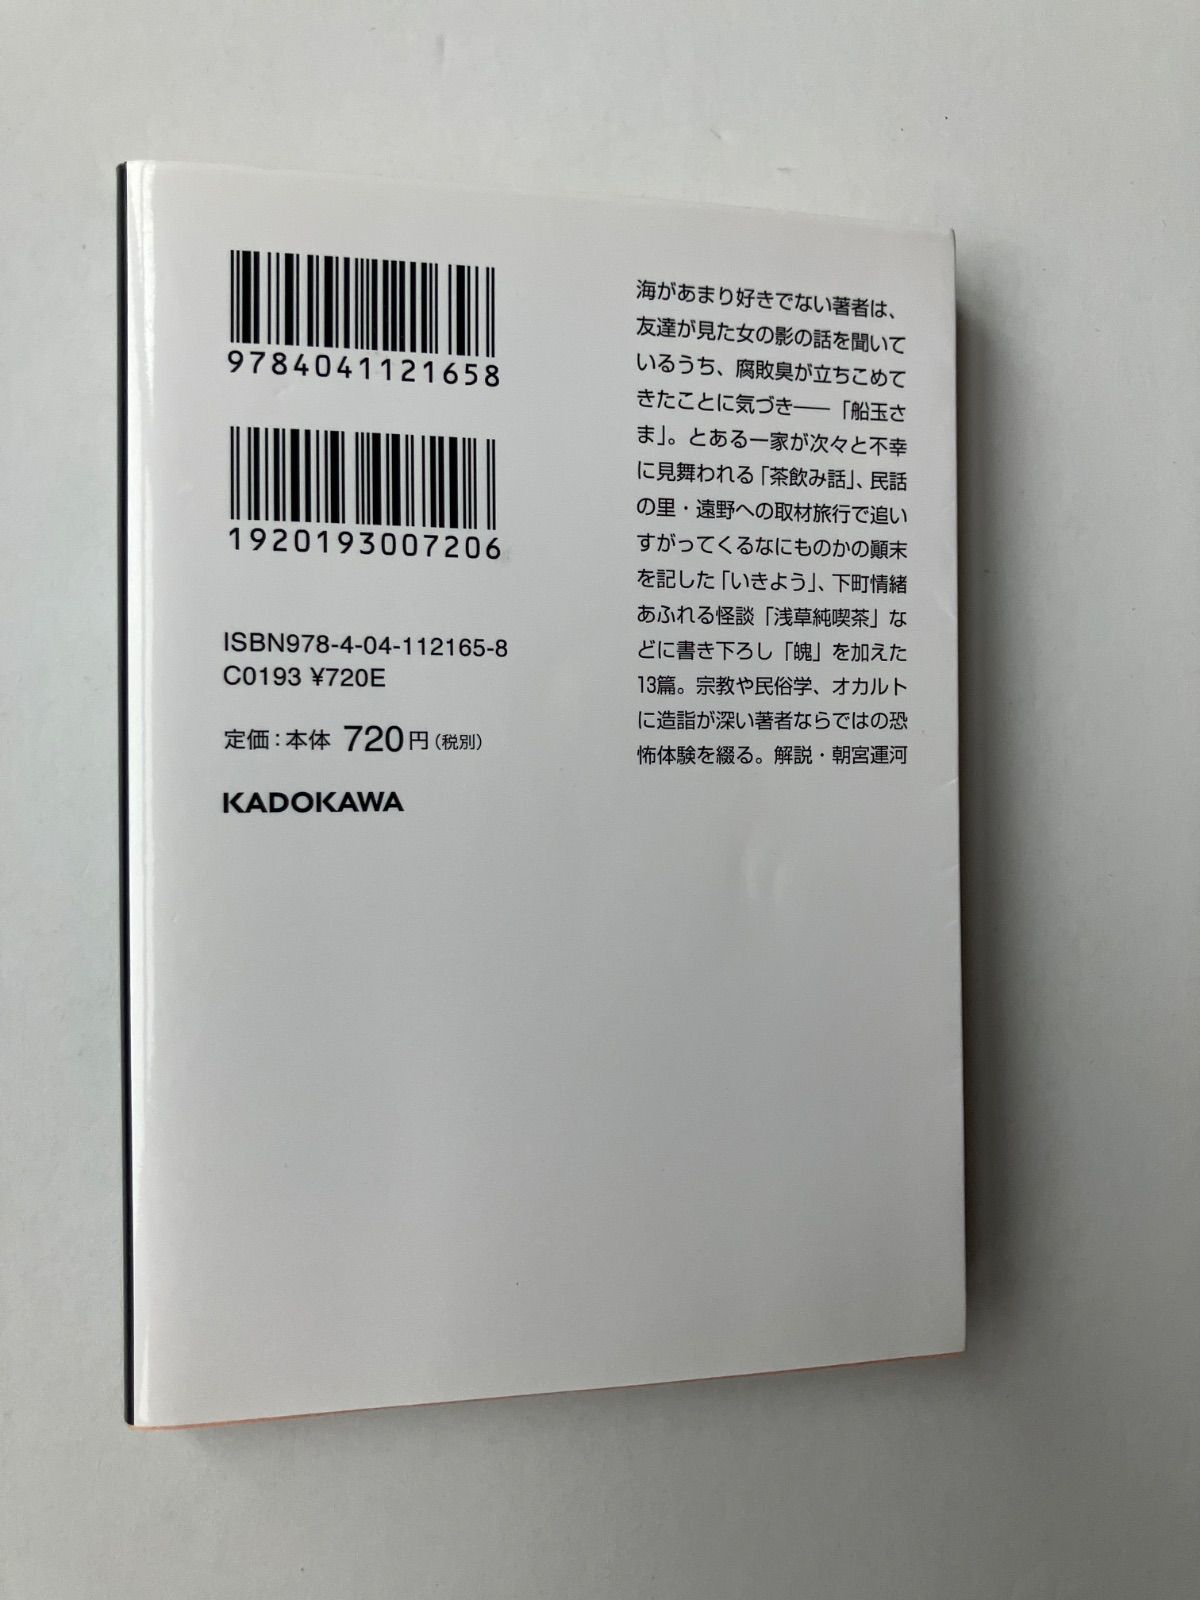 9784041121658
1920193007206
ISBN978-4-04-112165-8
C0193 ¥720E
定価:本体 720円(税別)
KADOKAWA
海があまり好きでない著者は、
友達が見た女の影の話を聞いて
いるうち、腐敗臭が立ちこめて
きたことに気づき――「船玉さ
ま」。とある一家が次々と不幸
に見舞われる「茶飲み話」、民話
の里・遠野への取材旅行で追い
すがってくるなにものかの顚末
を記した「いきよう」、下町情緒
あふれる怪談「浅草純喫茶」な
どに書き下ろし「魄」を加えた
13篇。宗教や民俗学、オカルト
に造詣が深い著者ならではの恐
怖体験を綴る。解説・朝宮運河